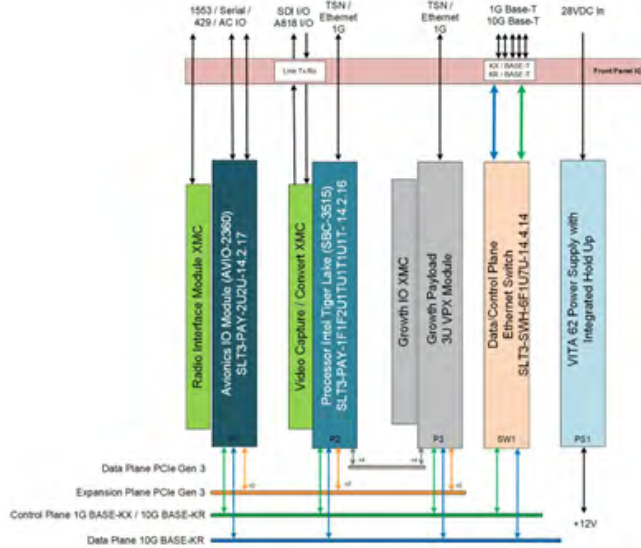 1553 / Serial /
429 / AC IO
SDI I/O
A818 I/O
TSN /
Ethernet
1G
TSN /
Ethernet
1G
1G Base-T
10G Base-T
28VDC In
Line Tx-Rx
KX / BASE-T
KR / BASE-T
Front Panel IO
Radio Interface Module XMC
Avionics IO Module (AVIO-2360)
SLT3-PAY-2U2U-14.2.17
Video Capture / Convert XMC
Processor Intel Tiger Lake (SBC-3515)
SLT3-PAY-1F1F2U1TU1T1U1T- 14.2.16
Growth IO XMC
Growth Payload
3U VPX Module
Data/Control Plane
Ethernet Switch
SLT3-SWH-6F1U7U-14.4.14
VITA 62 Power Supply with
Integrated Hold Up
P1
P2
P3
SW1
PS1
Data Plane PCIe Gen 3
Expansion Plane PCIe Gen 3
Control Plane 1G BASE-KX / 10G BASE-KR
+12V
Data Plane 10G BASE-KR